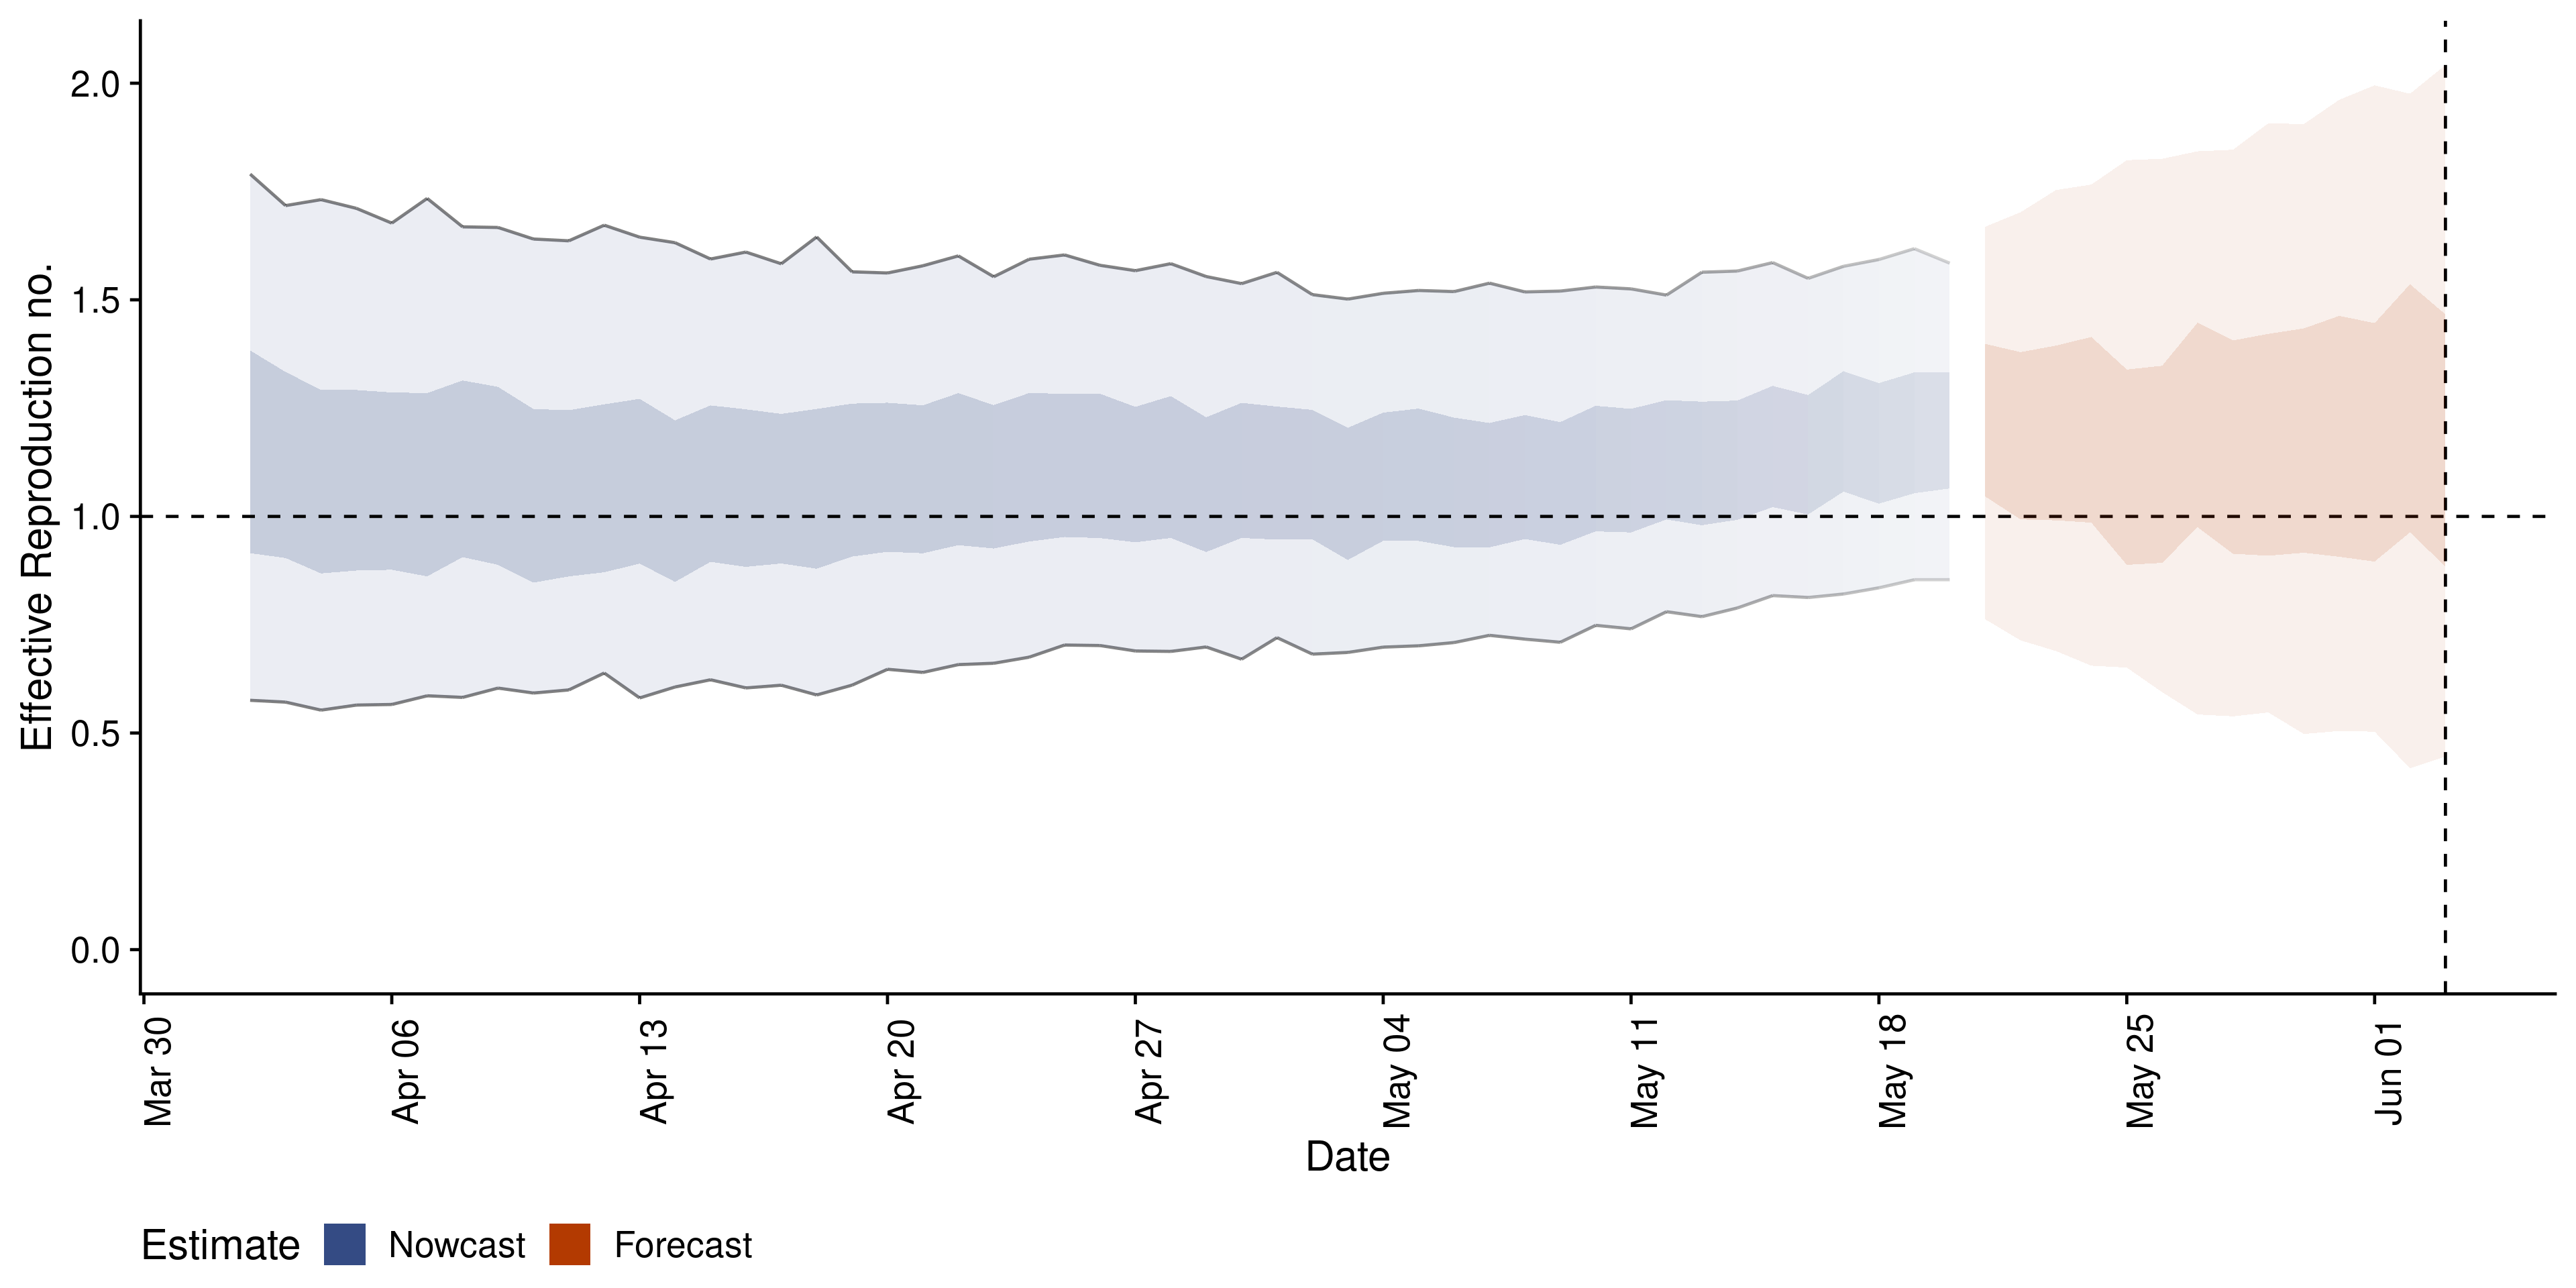 Effective Reproduction no.
2.0
1.5
1.0
0.5
0.0
Mar 30
Apr 06
Apr 13
Apr 20
Apr 27
May 04
May 11
May 18
May 25
Jun 01
Date
Estimate Nowcast Forecast